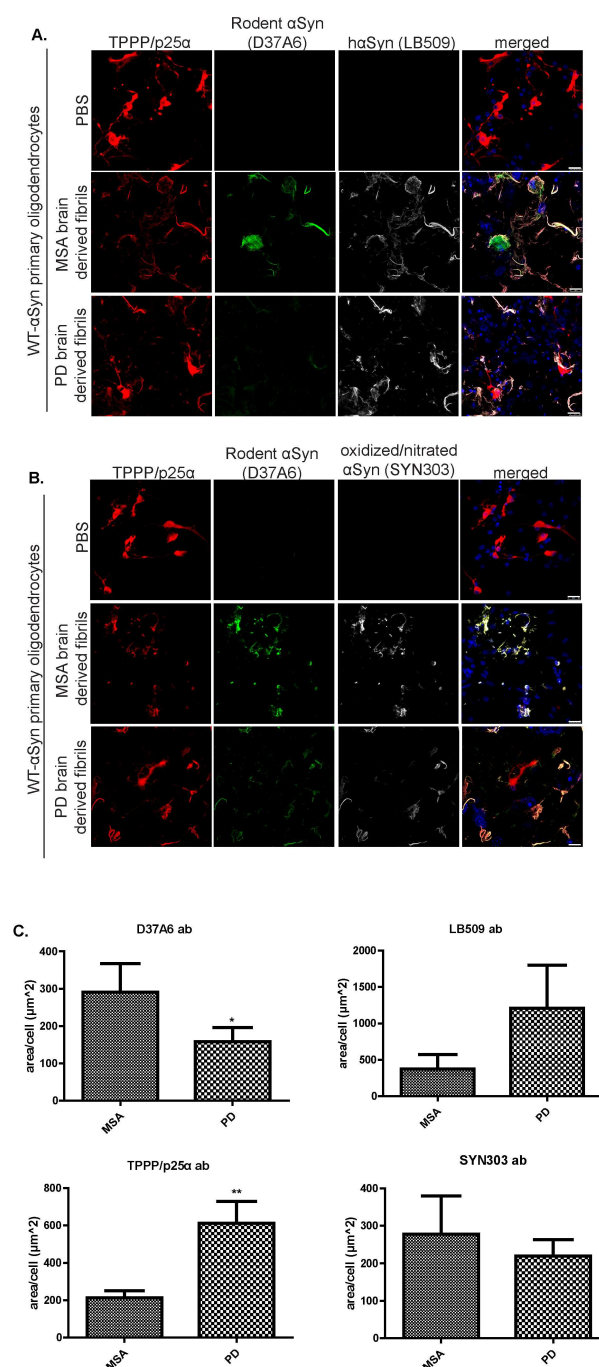 A.
TPPP/p25α
Rodent αSyn
(D37A6)
hαSyn (LB509)
merged
WT-αSyn primary oligodendrocytes
PBS
MSA brain
derived fibrils
PD brain
derived fibrils
B.
TPPP/p25α
Rodent αSyn
(D37A6)
oxidized/nitrated
αSyn (SYN303)
merged
WT-αSyn primary oligodendrocytes
PBS
MSA brain
derived fibrils
PD brain
derived fibrils
C.
D37A6 ab
area/cell (µm^2)
400
300
200
100
0
*
MSA
PD
LB509 ab
area/cell (µm^2)
2000
1500
1000
500
0
MSA
PD
TPPP/p25α ab
area/cell (µm^2)
800
600
400
200
0
**
MSA
PD
SYN303 ab
area/cell (µm^2)
400
300
200
100
0
MSA
PD